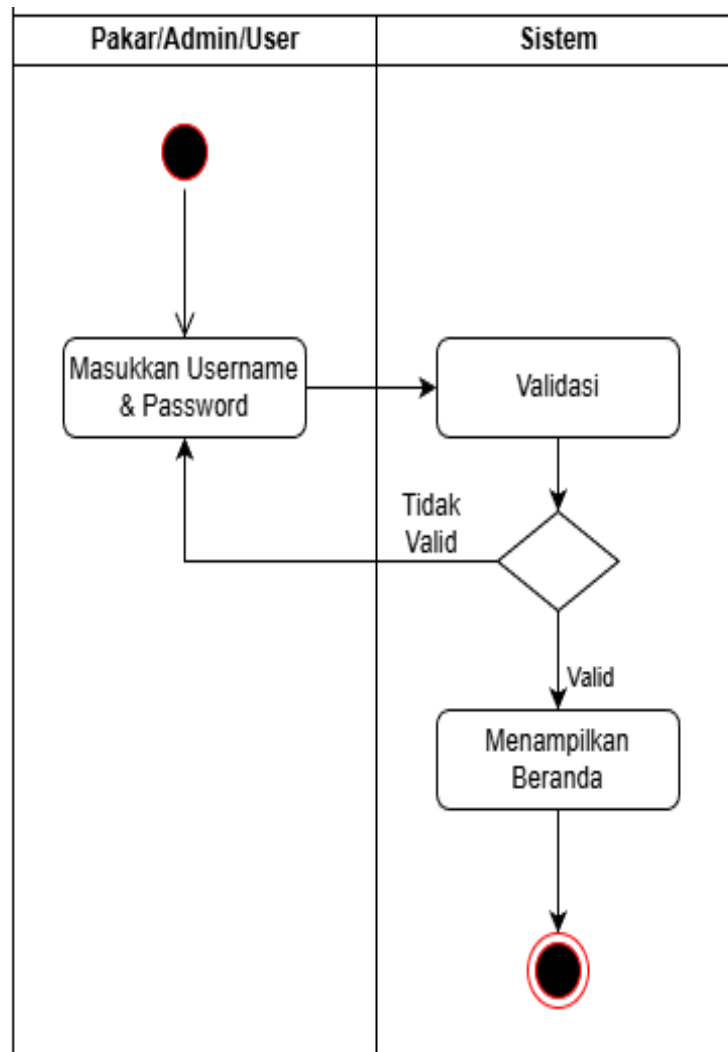 Pakar/Admin/User
Sistem
Masukkan Username
& Password
Validasi
Tidak
Valid
Valid
Menampilkan
Beranda